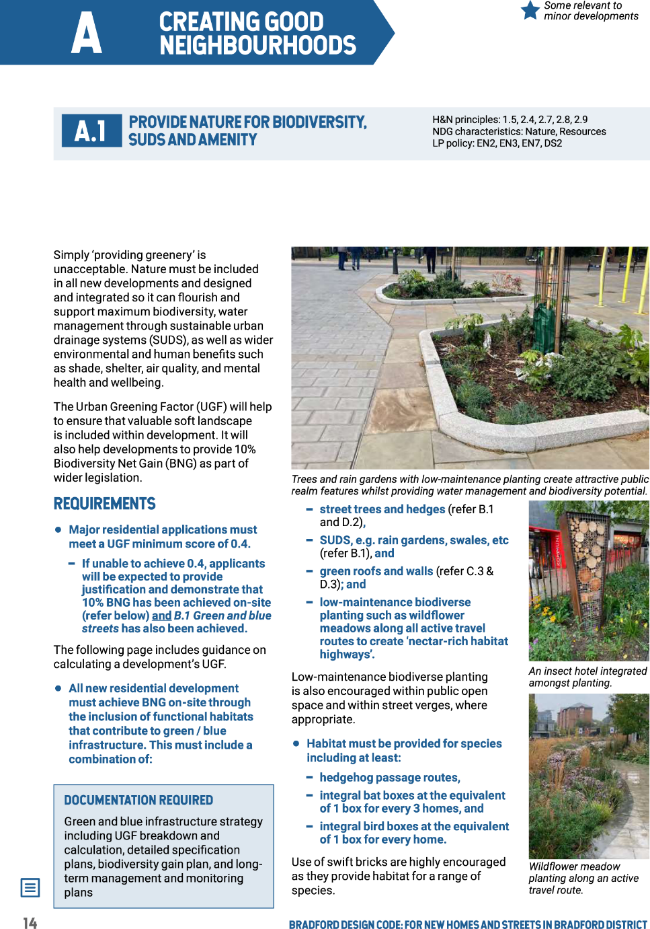 A
CREATING GOOD
NEIGHBOURHOODS
Some relevant to
minor developments
A.1
PROVIDE NATURE FOR BIODIVERSITY,
SUDS AND AMENITY
H&N principles: 1.5, 2.4, 2.7, 2.8, 2.9
NDG characteristics: Nature, Resources
LP policy: EN2, EN3, EN7, DS2
Simply 'providing greenery' is
unacceptable. Nature must be included
in all new developments and designed
and integrated so it can flourish and
support maximum biodiversity, water
management through sustainable urban
drainage systems (SUDS), as well as wider
environmental and human benefits such
as shade, shelter, air quality, and mental
health and wellbeing.
The Urban Greening Factor (UGF) will help
to ensure that valuable soft landscape
is included within development. It will
also help developments to provide 10%
Biodiversity Net Gain (BNG) as part of
wider legislation.
REQUIREMENTS
• Major residential applications must
meet a UGF minimum score of 0.4.
– If unable to achieve 0.4, applicants
will be expected to provide
justification and demonstrate that
10% BNG has been achieved on-site
(refer below) and B.1 Green and blue
streets has also been achieved.
The following page includes guidance on
calculating a development's UGF.
• All new residential development
must achieve BNG on-site through
the inclusion of functional habitats
that contribute to green / blue
infrastructure. This must include a
combination of:
DOCUMENTATION REQUIRED
Green and blue infrastructure strategy
including UGF breakdown and
calculation, detailed specification
plans, biodiversity gain plan, and long-
term management and monitoring
plans
Trees and rain gardens with low-maintenance planting create attractive public
realm features whilst providing water management and biodiversity potential.
– street trees and hedges (refer B.1
and D.2),
– SUDS, e.g. rain gardens, swales, etc
(refer B.1), and
– green roofs and walls (refer C.3 &
D.3); and
– low-maintenance biodiverse
planting such as wildflower
meadows along all active travel
routes to create 'nectar-rich habitat
highways'.
Low-maintenance biodiverse planting
is also encouraged within public open
space and within street verges, where
appropriate.
• Habitat must be provided for species
including at least:
– hedgehog passage routes,
– integral bat boxes at the equivalent
of 1 box for every 3 homes, and
– integral bird boxes at the equivalent
of 1 box for every home.
Use of swift bricks are highly encouraged
as they provide habitat for a range of
species.
An insect hotel integrated
amongst planting.
Wildflower meadow
planting along an active
travel route.
14
BRADFORD DESIGN CODE: FOR NEW HOMES AND STREETS IN BRADFORD DISTRICT